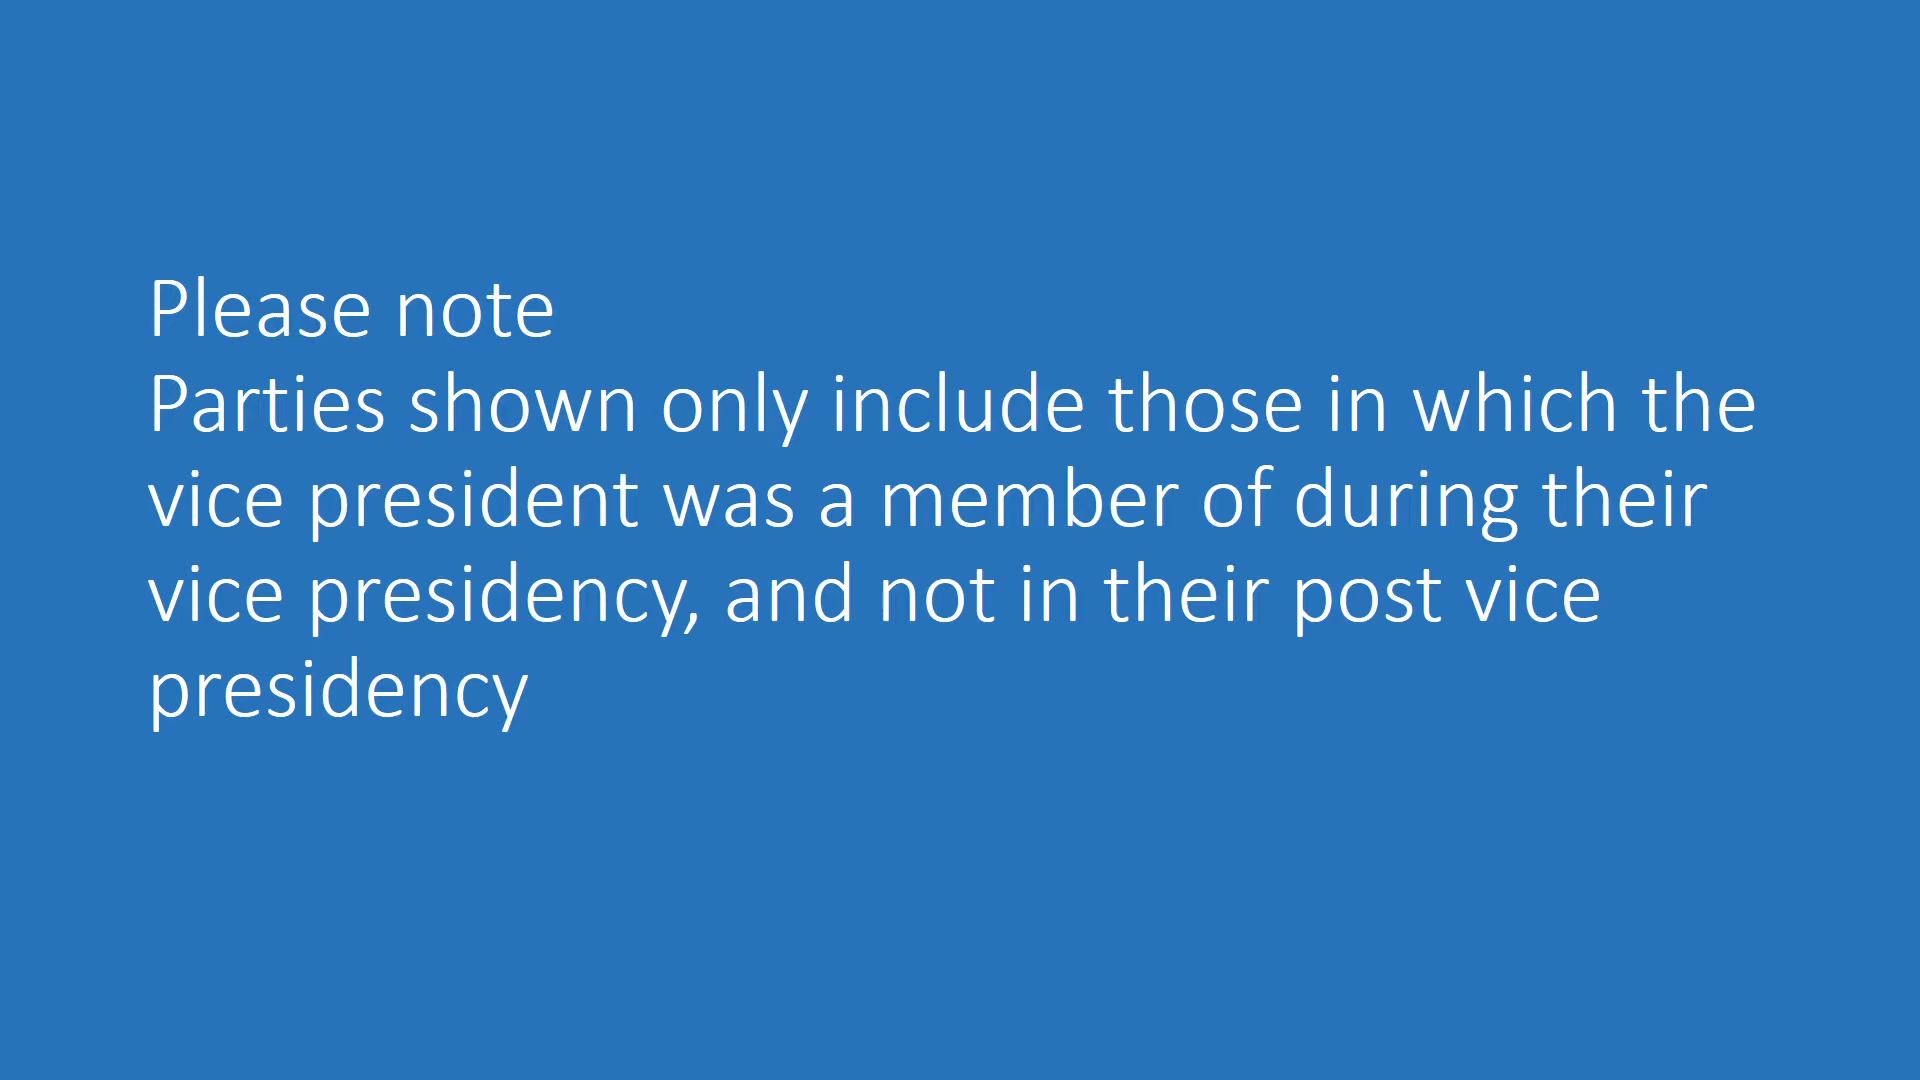 Please note
Parties shown only include those in which the
vice president was a member of during their
vice presidency, and not in their post vice
presidency